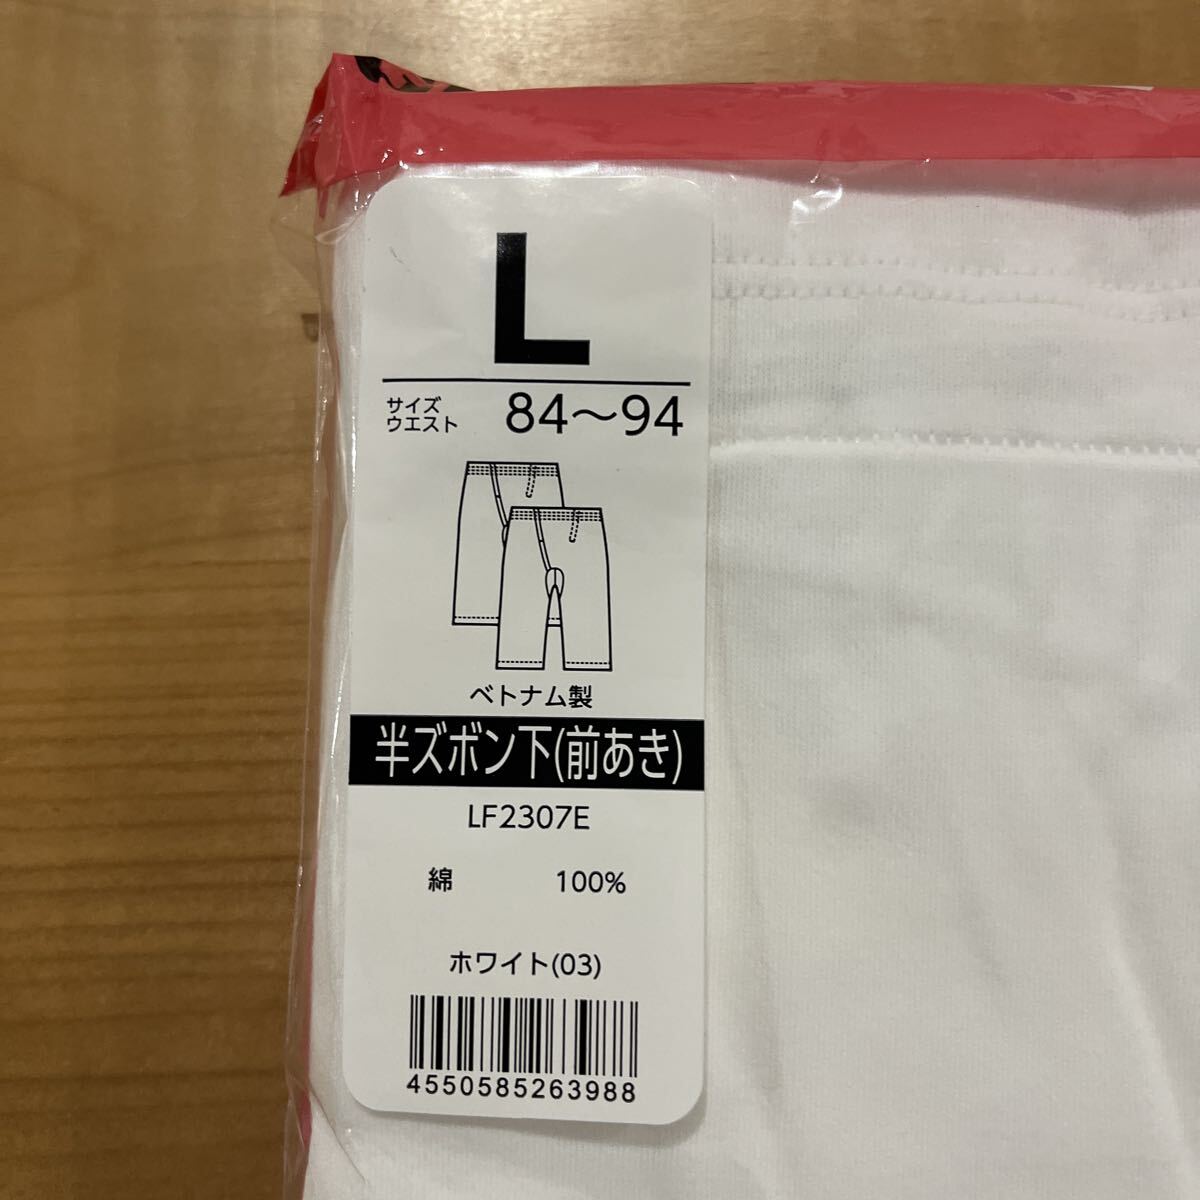 L
サイズ
ウエスト 84～94
ベトナム製
半ズボン下(前あき)
LF2307E
綿 100%
ホワイト(03)
4550585263988